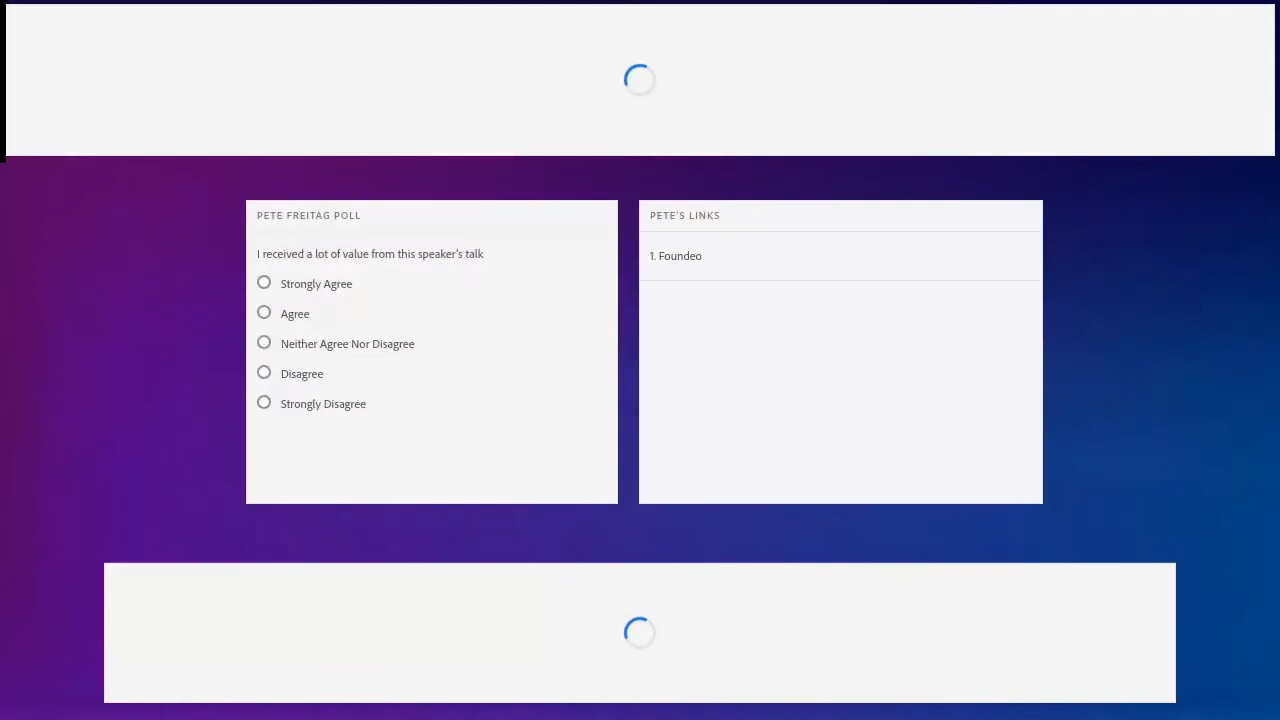 PETE FREITAG POLL
I received a lot of value from this speaker's talk
Strongly Agree
Agree
Neither Agree Nor Disagree
Disagree
Strongly Disagree
PETE'S LINKS
1. Foundeo